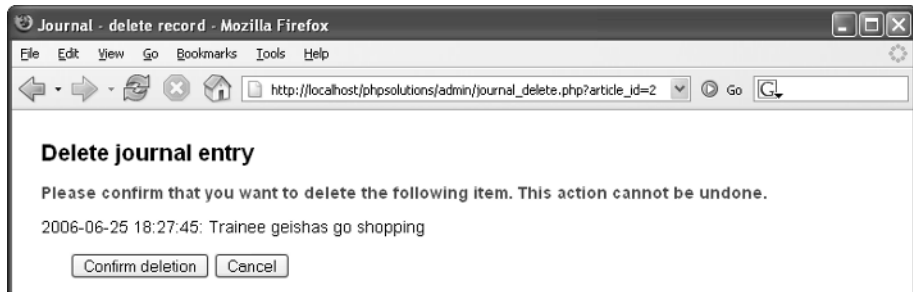 Journal - delete record - Mozilla Firefox
File Edit View Go Bookmarks Tools Help
http://localhost/phpsolutions/admin/journal_delete.php?article_id=2 Go G
Delete journal entry
Please confirm that you want to delete the following item. This action cannot be undone.
2006-06-25 18:27:45: Trainee geishas go shopping
Confirm deletion Cancel